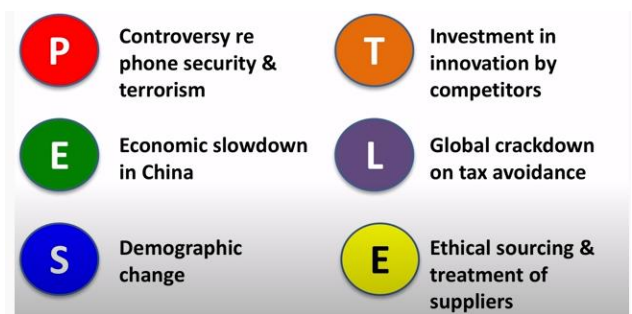 P
Controversy re
phone security &
terrorism
E
Economic slowdown
in China
S
Demographic
change
T
Investment in
innovation by
competitors
L
Global crackdown
on tax avoidance
E
Ethical sourcing &
treatment of
suppliers